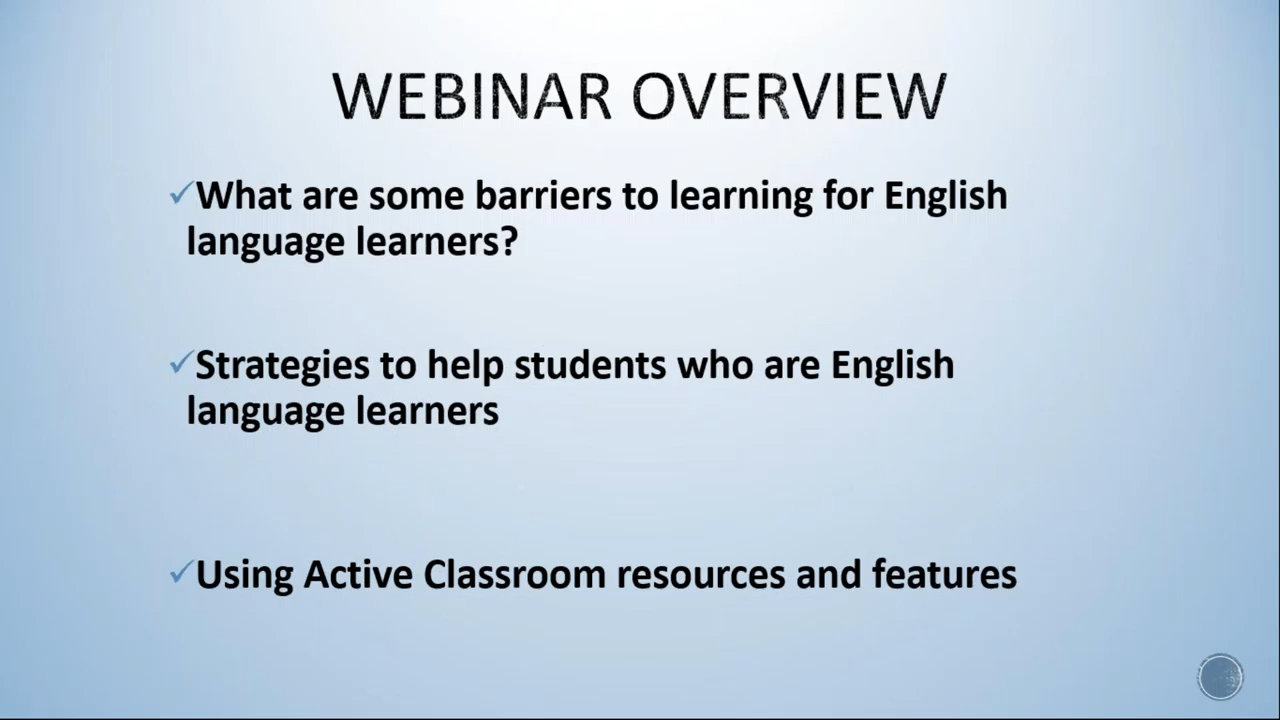 WEBINAR OVERVIEW
✓What are some barriers to learning for English
language learners?
✓Strategies to help students who are English
language learners
✓Using Active Classroom resources and features